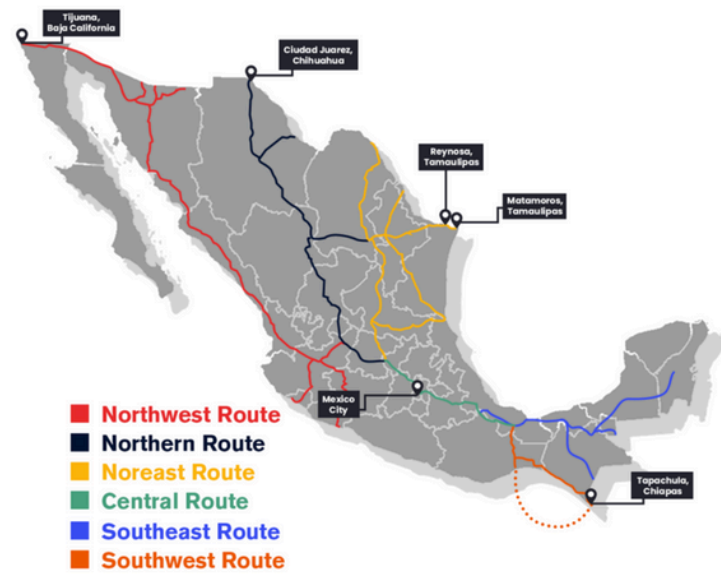 Tijuana,
Baja California
Ciudad Juarez,
Chihuahua
Reynosa,
Tamaulipas
Matamoros,
Tamaulipas
Mexico
City
Tapachula,
Chiapas
Northwest Route
Northern Route
Noreast Route
Central Route
Southeast Route
Southwest Route